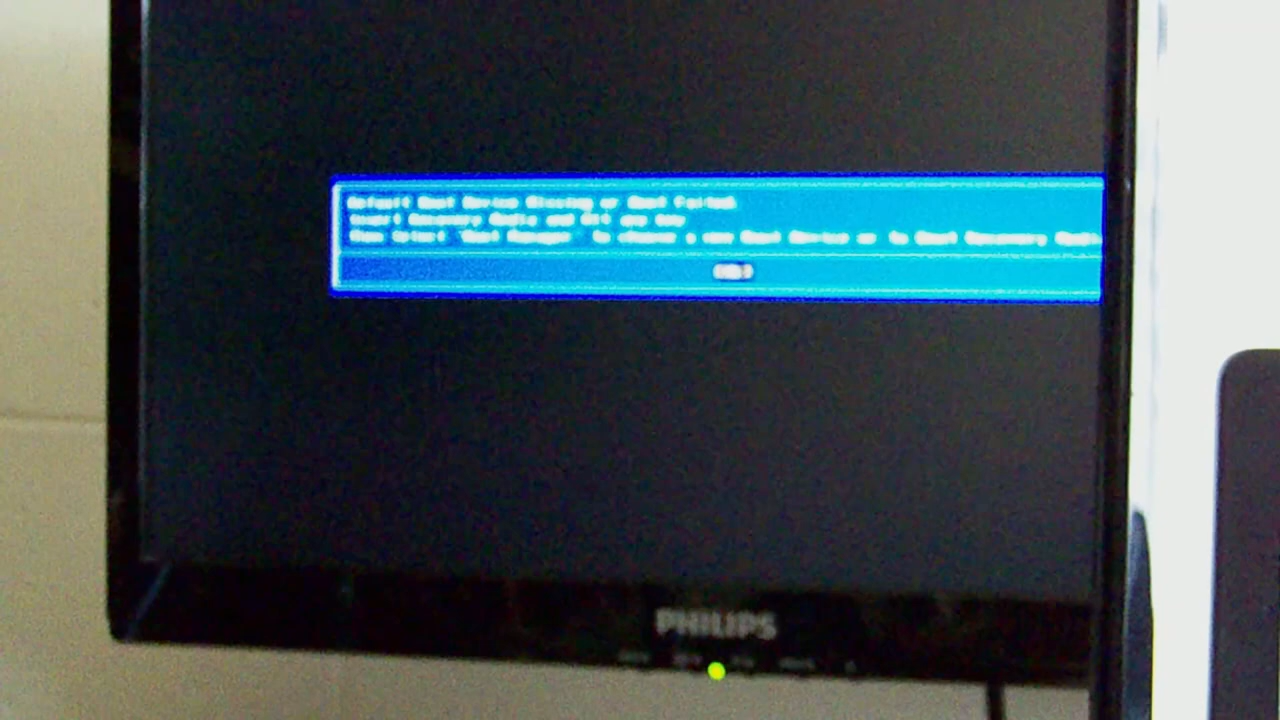 Default Boot Device Missing or Boot Failed.
Insert Recovery Media and Hit any key
Then Select 'Boot Manager' to choose a new Boot Device or to Boot Recovery Media
PHILIPS